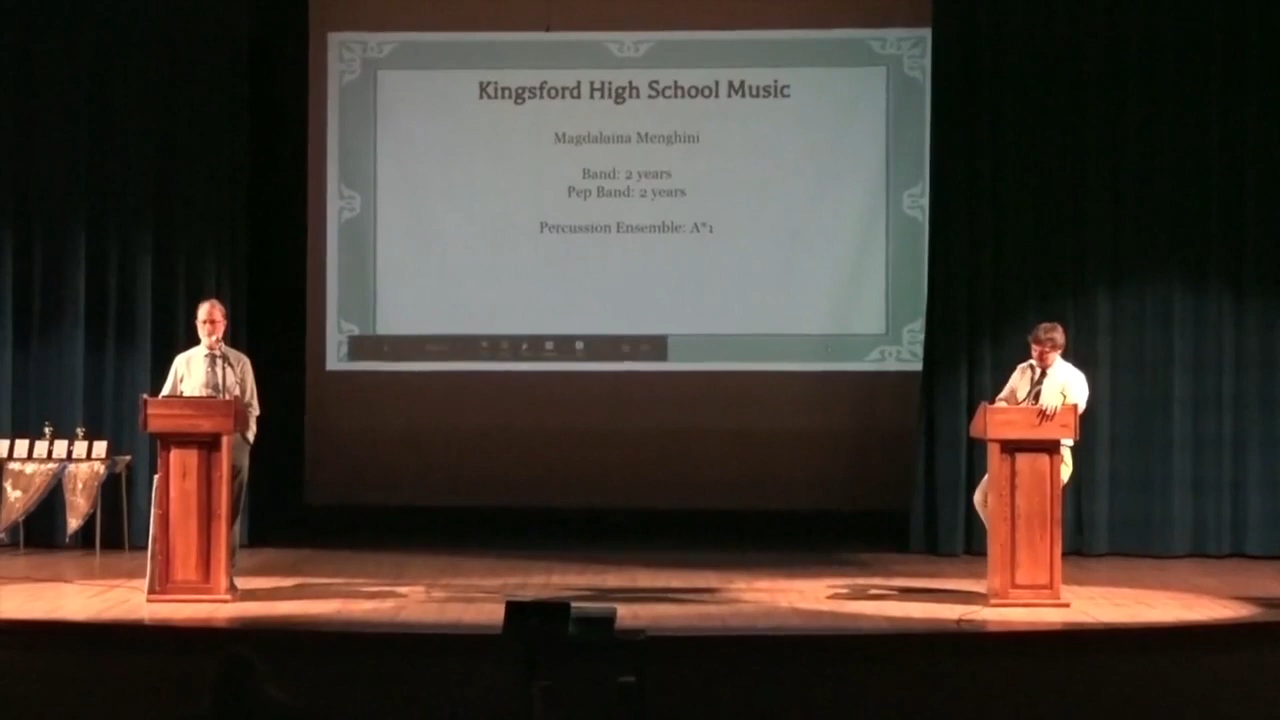 Kingsford High School Music
Magdalaina Menghini
Band: 2 years
Pep Band: 2 years
Percussion Ensemble: A*1